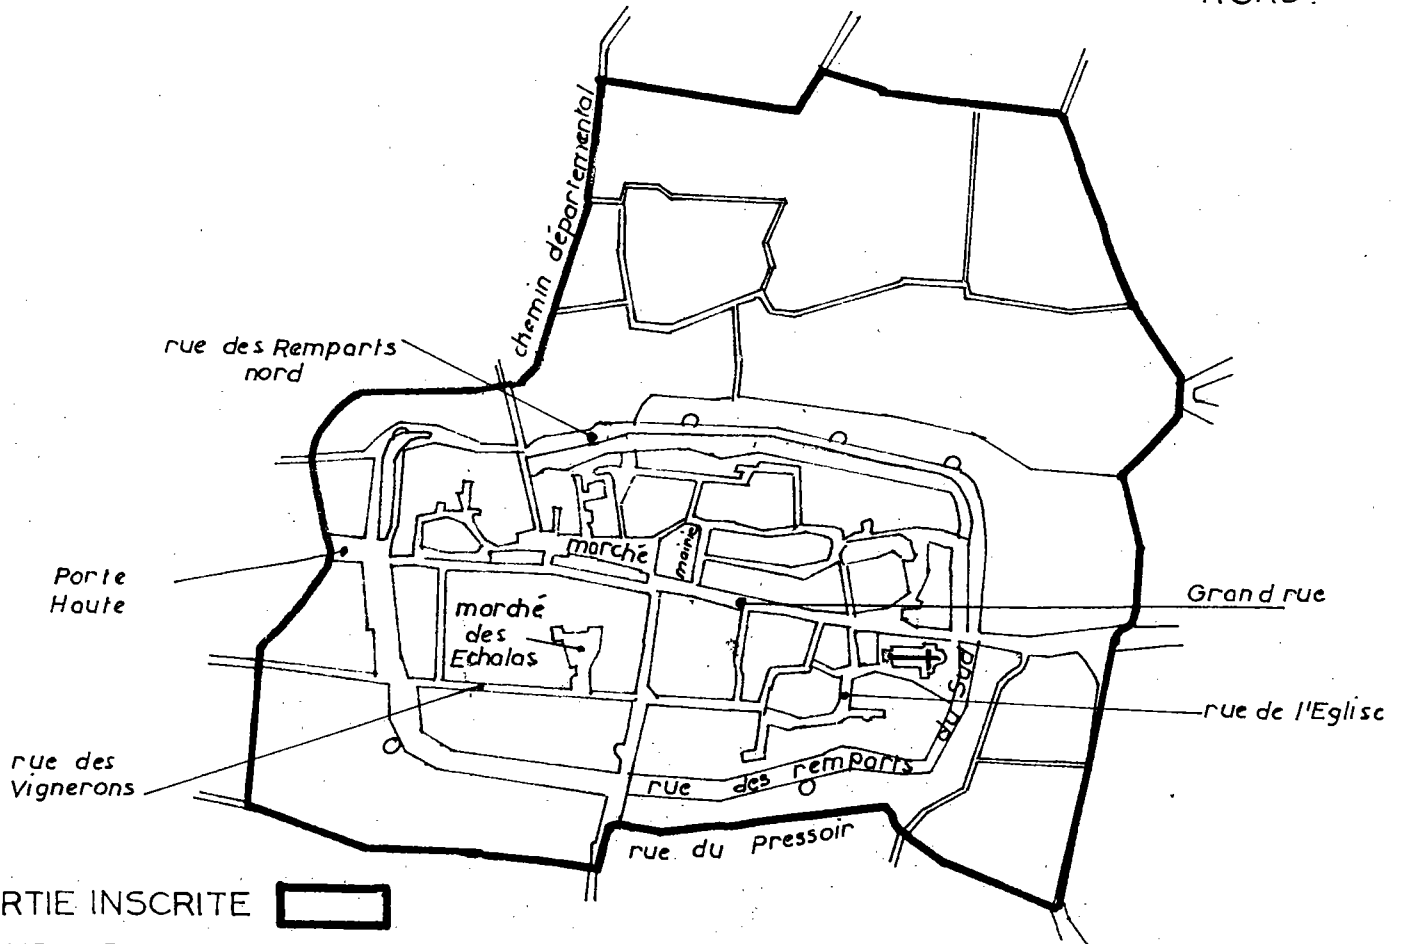 NORD.
chemin départemental
rue des Remparts
nord
marché
mairie
Porte
Haute
marché
des
Echalas
Grand rue
rue de l'Eglise
rue des
Vignerons
rue des remparts du Sud
rue du Pressoir
RTIE INSCRITE